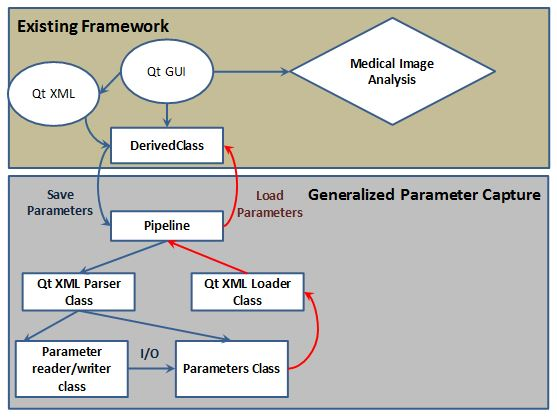 Existing Framework
Medical Image
Analysis
Qt GUI
Qt XML
DerivedClass
Save
Parameters
Load
Parameters
Generalized Parameter Capture
Pipeline
Qt XML Parser
Class
Qt XML Loader
Class
Parameter
reader/writer
class
I/O
Parameters Class